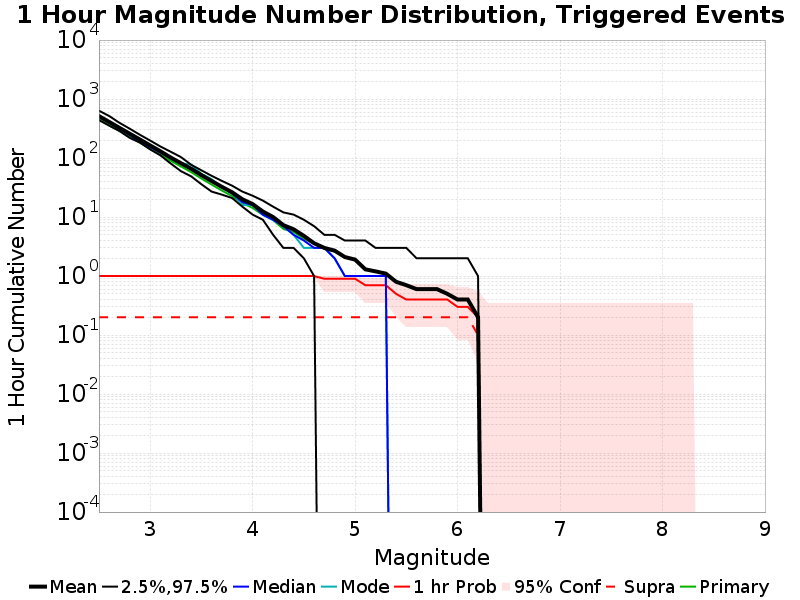 1 Hour Magnitude Number Distribution, Triggered Events
1 Hour Cumulative Number
10^4
10^3
10^2
10^1
10^0
10^-1
10^-2
10^-3
10^-4
3 4 5 6 7 8 9
Magnitude
Mean 2.5%,97.5% Median Mode 1 hr Prob 95% Conf Supra Primary